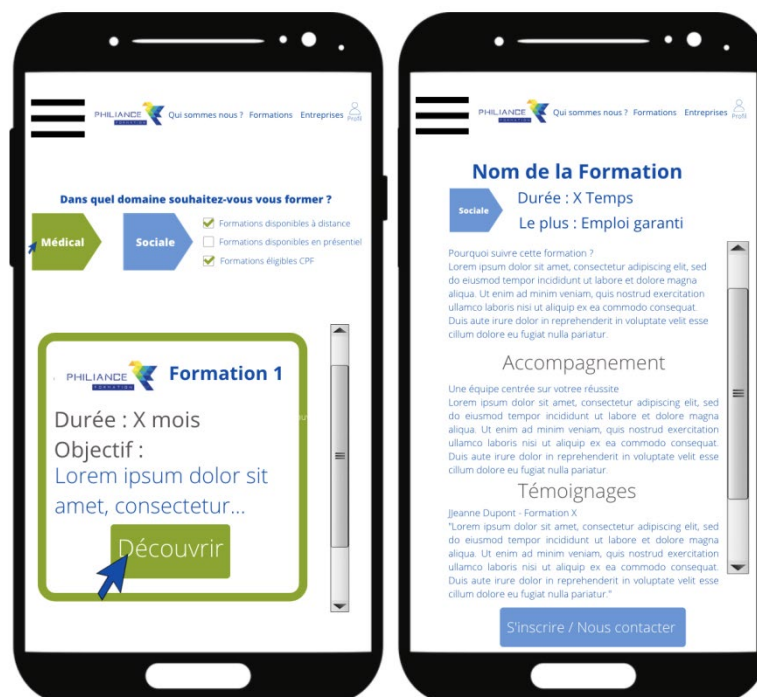 PHILIANCE
FORMATION
Qui sommes nous ? Formations Entreprises
Profil
Dans quel domaine souhaitez-vous vous former ?
Médical
Sociale
Formations disponibles à distance
Formations disponibles en présentiel
Formations éligibles CPF
PHILIANCE
FORMATION
Formation 1
Durée : X mois
Objectif :
Lorem ipsum dolor sit
amet, consectetur...
Découvrir
PHILIANCE
FORMATION
Qui sommes nous ? Formations Entreprises
Profil
Nom de la Formation
Sociale
Durée : X Temps
Le plus : Emploi garanti
Pourquoi suivre cette formation ?
Lorem ipsum dolor sit amet, consectetur adipiscing elit, sed
do eiusmod tempor incididunt ut labore et dolore magna
aliqua. Ut enim ad minim veniam, quis nostrud exercitation
ullamco laboris nisi ut aliquip ex ea commodo consequat.
Duis aute irure dolor in reprehenderit in voluptate velit esse
cillum dolore eu fugiat nulla pariatur.
Accompagnement
Une équipe centrée sur votree réussite
Lorem ipsum dolor sit amet, consectetur adipiscing elit, sed
do eiusmod tempor incididunt ut labore et dolore magna
aliqua. Ut enim ad minim veniam, quis nostrud exercitation
ullamco laboris nisi ut aliquip ex ea commodo consequat.
Duis aute irure dolor in reprehenderit in voluptate velit esse
cillum dolore eu fugiat nulla pariatur.
Témoignages
JJeanne Dupont - Formation X
"Lorem ipsum dolor sit amet, consectetur adipiscing elit, sed
do eiusmod tempor incididunt ut labore et dolore magna
aliqua. Ut enim ad minim veniam, quis nostrud exercitation
ullamco laboris nisi ut aliquip ex ea commodo consequat.
Duis aute irure dolor in reprehenderit in voluptate velit esse
cillum dolore eu fugiat nulla pariatur."
S'inscrire / Nous contacter